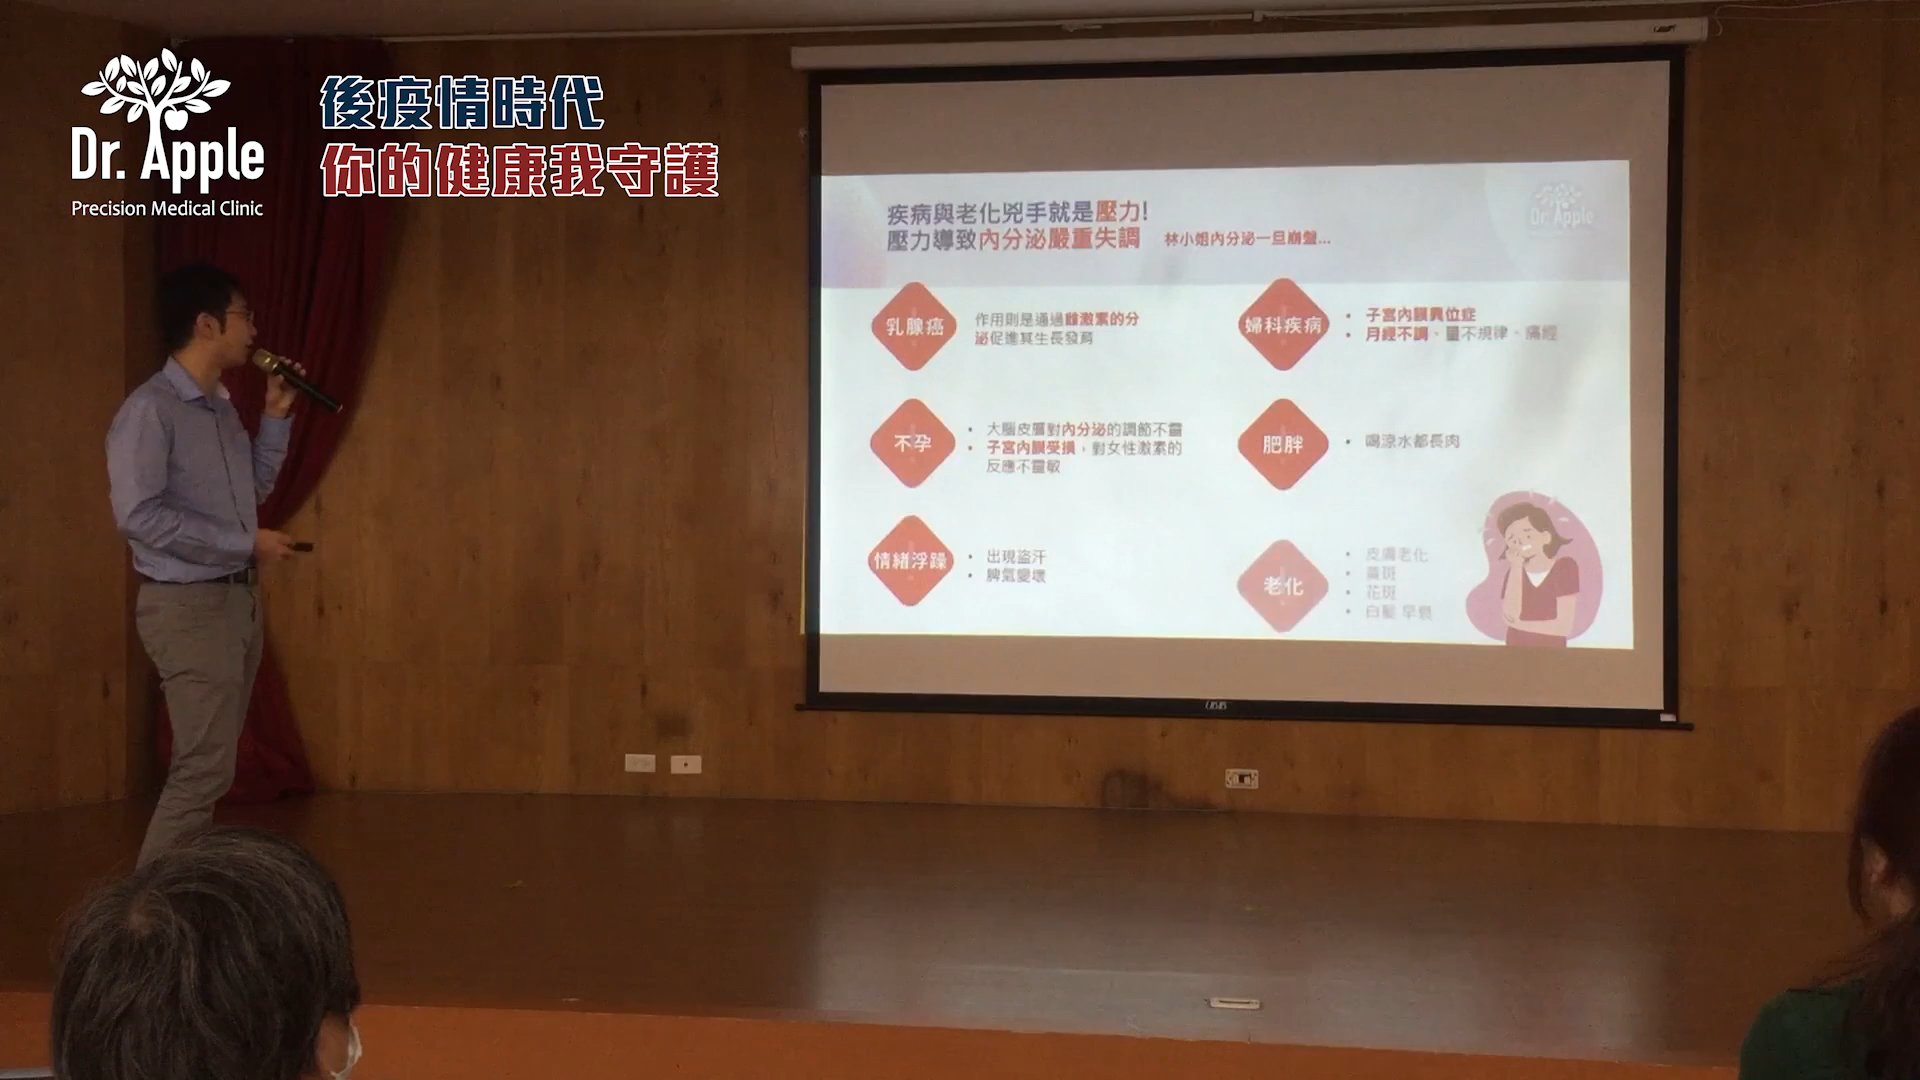 Dr. Apple
Precision Medical Clinic
後疫情時代
你的健康我守護
疾病與老化兇手就是壓力!
壓力導致內分泌嚴重失調 林小姐內分泌一旦崩盤...
Dr. Apple
乳腺癌
作用則是通過雌激素的分
泌促進其生長發育
婦科疾病
• 子宮內膜異位症
• 月經不調、量不規律、痛經
不孕
• 大腦皮層對內分泌的調節不靈
• 子宮內膜受損，對女性激素的
反應不靈敏
肥胖
• 喝涼水都長肉
情緒浮躁
• 出現盜汗
• 脾氣變壞
老化
• 皮膚老化
• 花斑
• 白髮 早衰